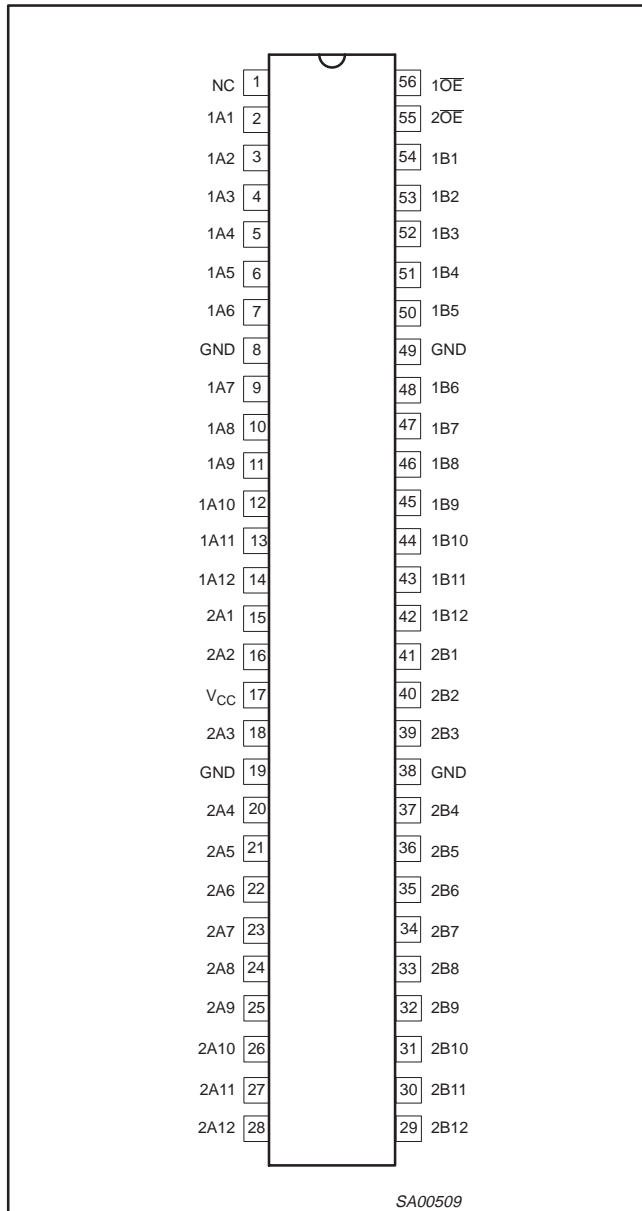 NC 1 56 1O̅E̅
1A1 2 55 2O̅E̅
1A2 3 54 1B1
1A3 4 53 1B2
1A4 5 52 1B3
1A5 6 51 1B4
1A6 7 50 1B5
GND 8 49 GND
1A7 9 48 1B6
1A8 10 47 1B7
1A9 11 46 1B8
1A10 12 45 1B9
1A11 13 44 1B10
1A12 14 43 1B11
2A1 15 42 1B12
2A2 16 41 2B1
VCC 17 40 2B2
2A3 18 39 2B3
GND 19 38 GND
2A4 20 37 2B4
2A5 21 36 2B5
2A6 22 35 2B6
2A7 23 34 2B7
2A8 24 33 2B8
2A9 25 32 2B9
2A10 26 31 2B10
2A11 27 30 2B11
2A12 28 29 2B12
SA00509